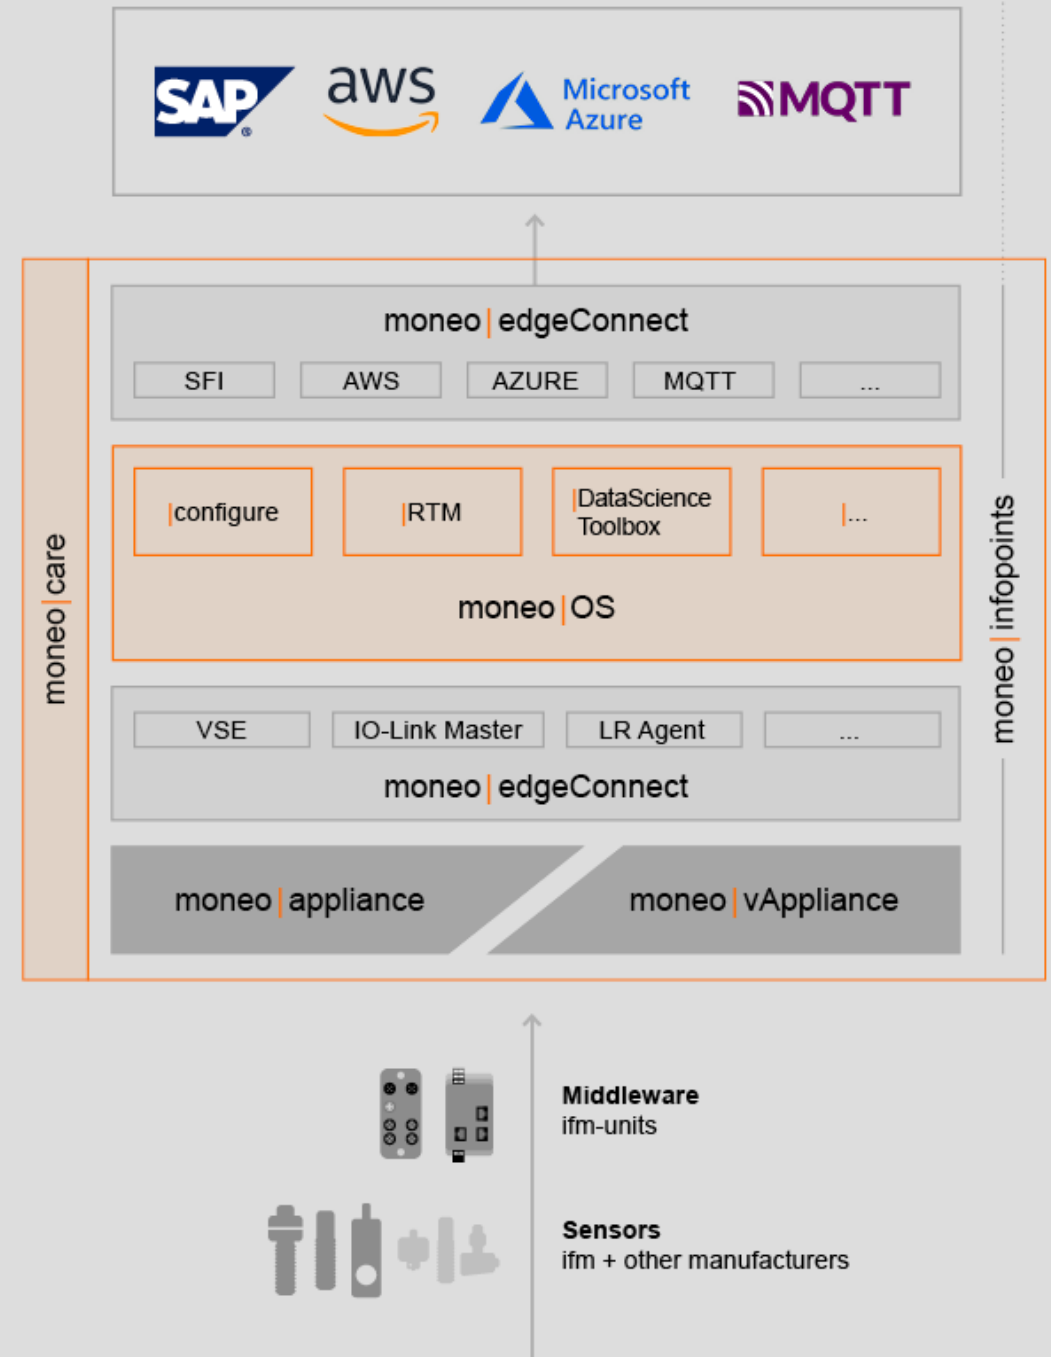 SAP®
aws
Microsoft
Azure
MQTT
moneo|edgeConnect
SFI
AWS
AZURE
MQTT
...
|configure
|RTM
|DataScience
Toolbox
|...
moneo|OS
moneo|care
moneo|infopoints
VSE
IO-Link Master
LR Agent
...
moneo|edgeConnect
moneo|appliance
moneo|vAppliance
Middleware
ifm-units
Sensors
ifm + other manufacturers